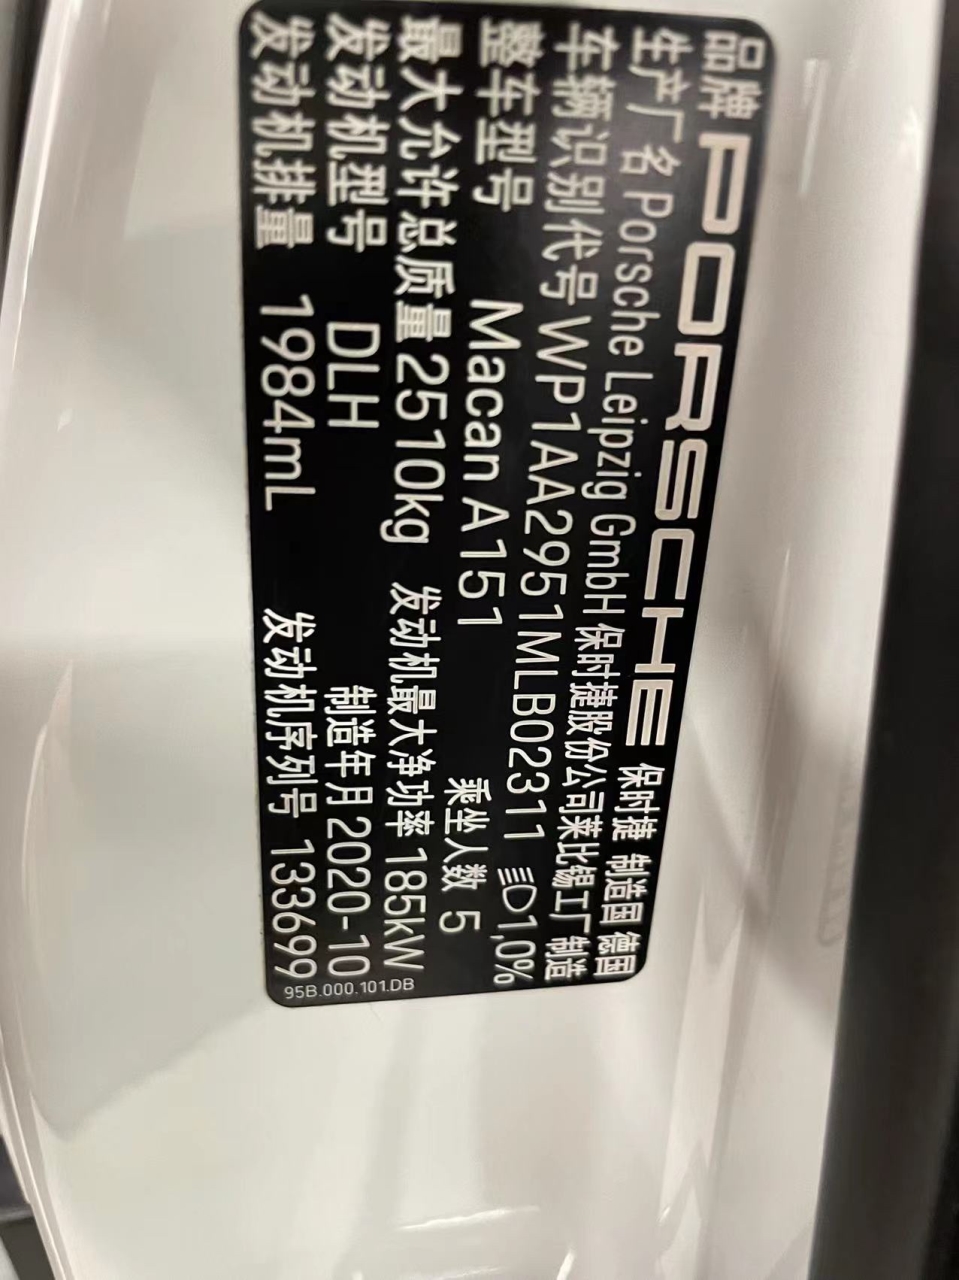 品牌 PORSCHE 保时捷 制造国 德国
生产厂名 Porsche Leipzig GmbH 保时捷股份公司莱比锡工厂制造
车辆识别代号 WP1AA2951MLB02311 1,0%
整车型号 Macan A151 乘坐人数 5
最大允许总质量 2510kg 发动机最大净功率 185kW
发动机型号 DLH 制造年月 2020-10
发动机排量 1984mL 发动机序列号 133699
95B.000.101.DB